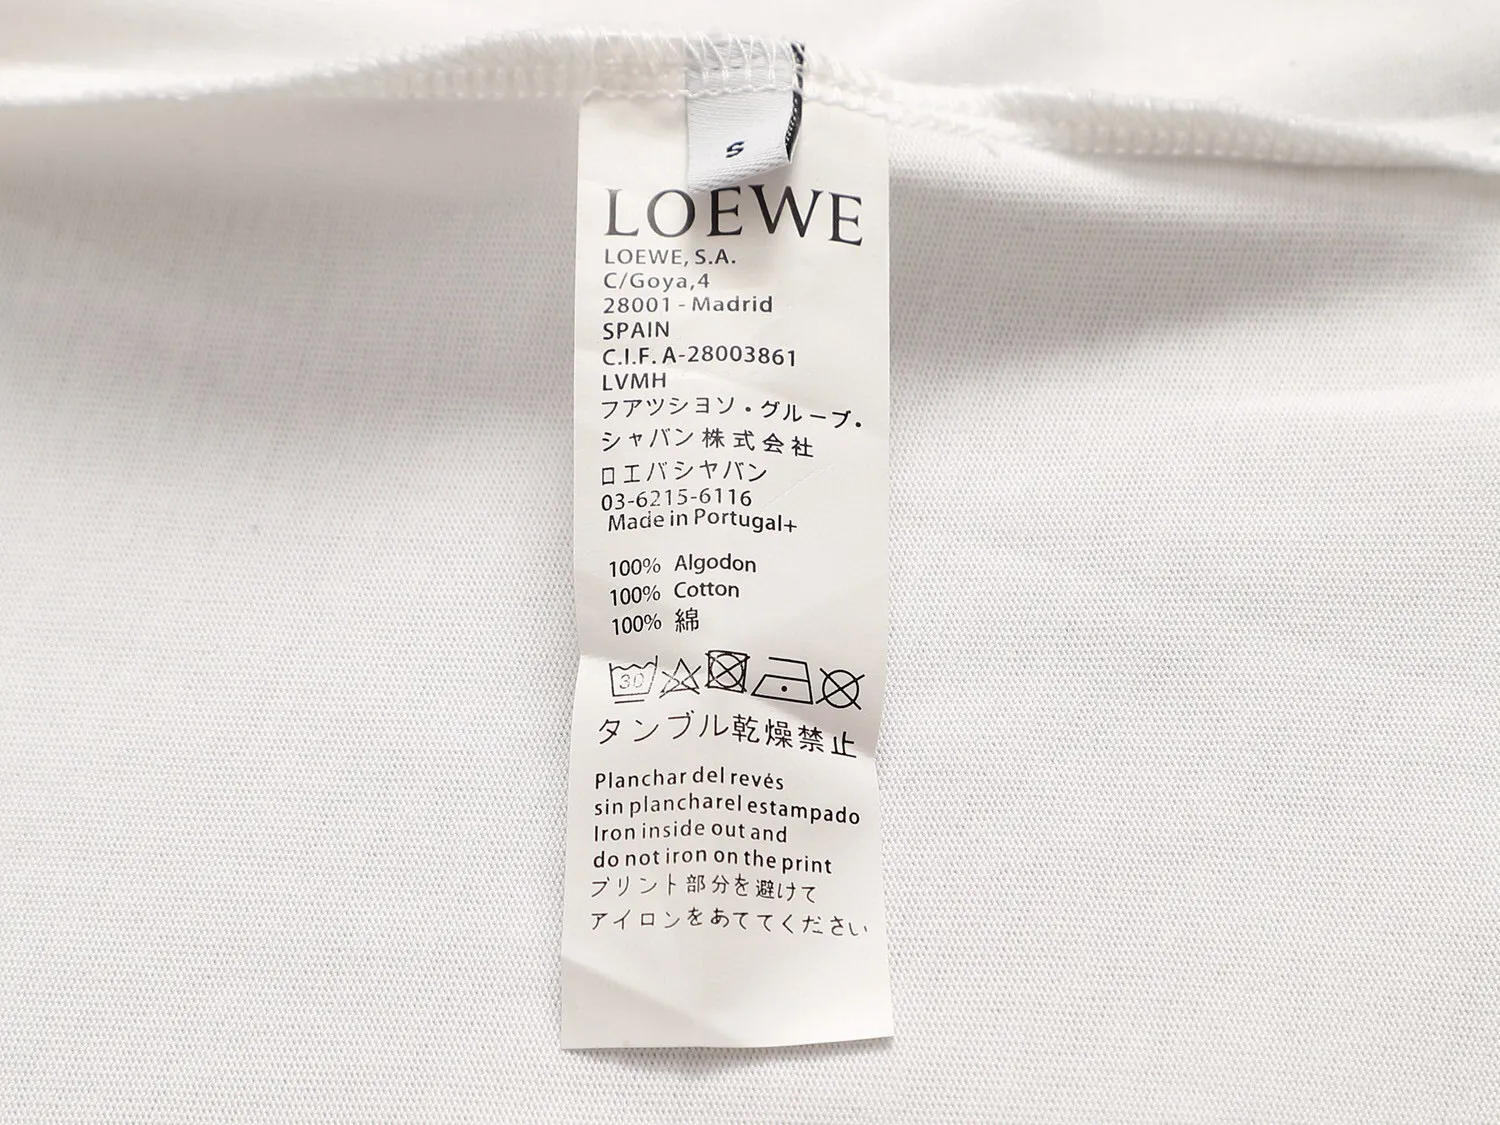 S
LOEWE
LOEWE, S.A.
C/Goya,4
28001 - Madrid
SPAIN
C.I.F. A-28003861
LVMH
フアツシヨソ・グループ・
シャバン株式会社
ロエバシヤバン
03-6215-6116
Made in Portugal+
100% Algodon
100% Cotton
100% 綿
30
タンブル乾燥禁止
Planchar del revés
sin plancharel estampado
Iron inside out and
do not iron on the print
プリント部分を避けて
アイロンをあててください